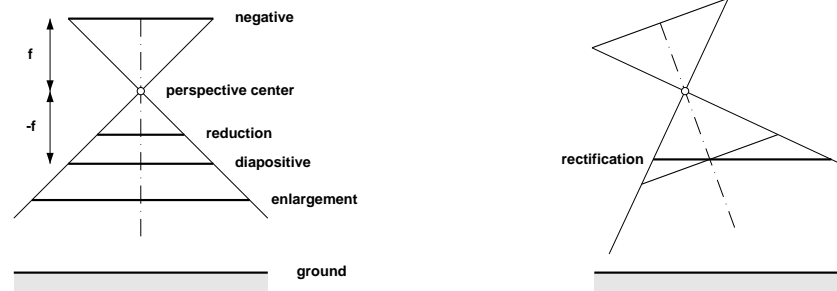 negative
f
perspective center
-f
reduction
diapositive
enlargement
ground
rectification